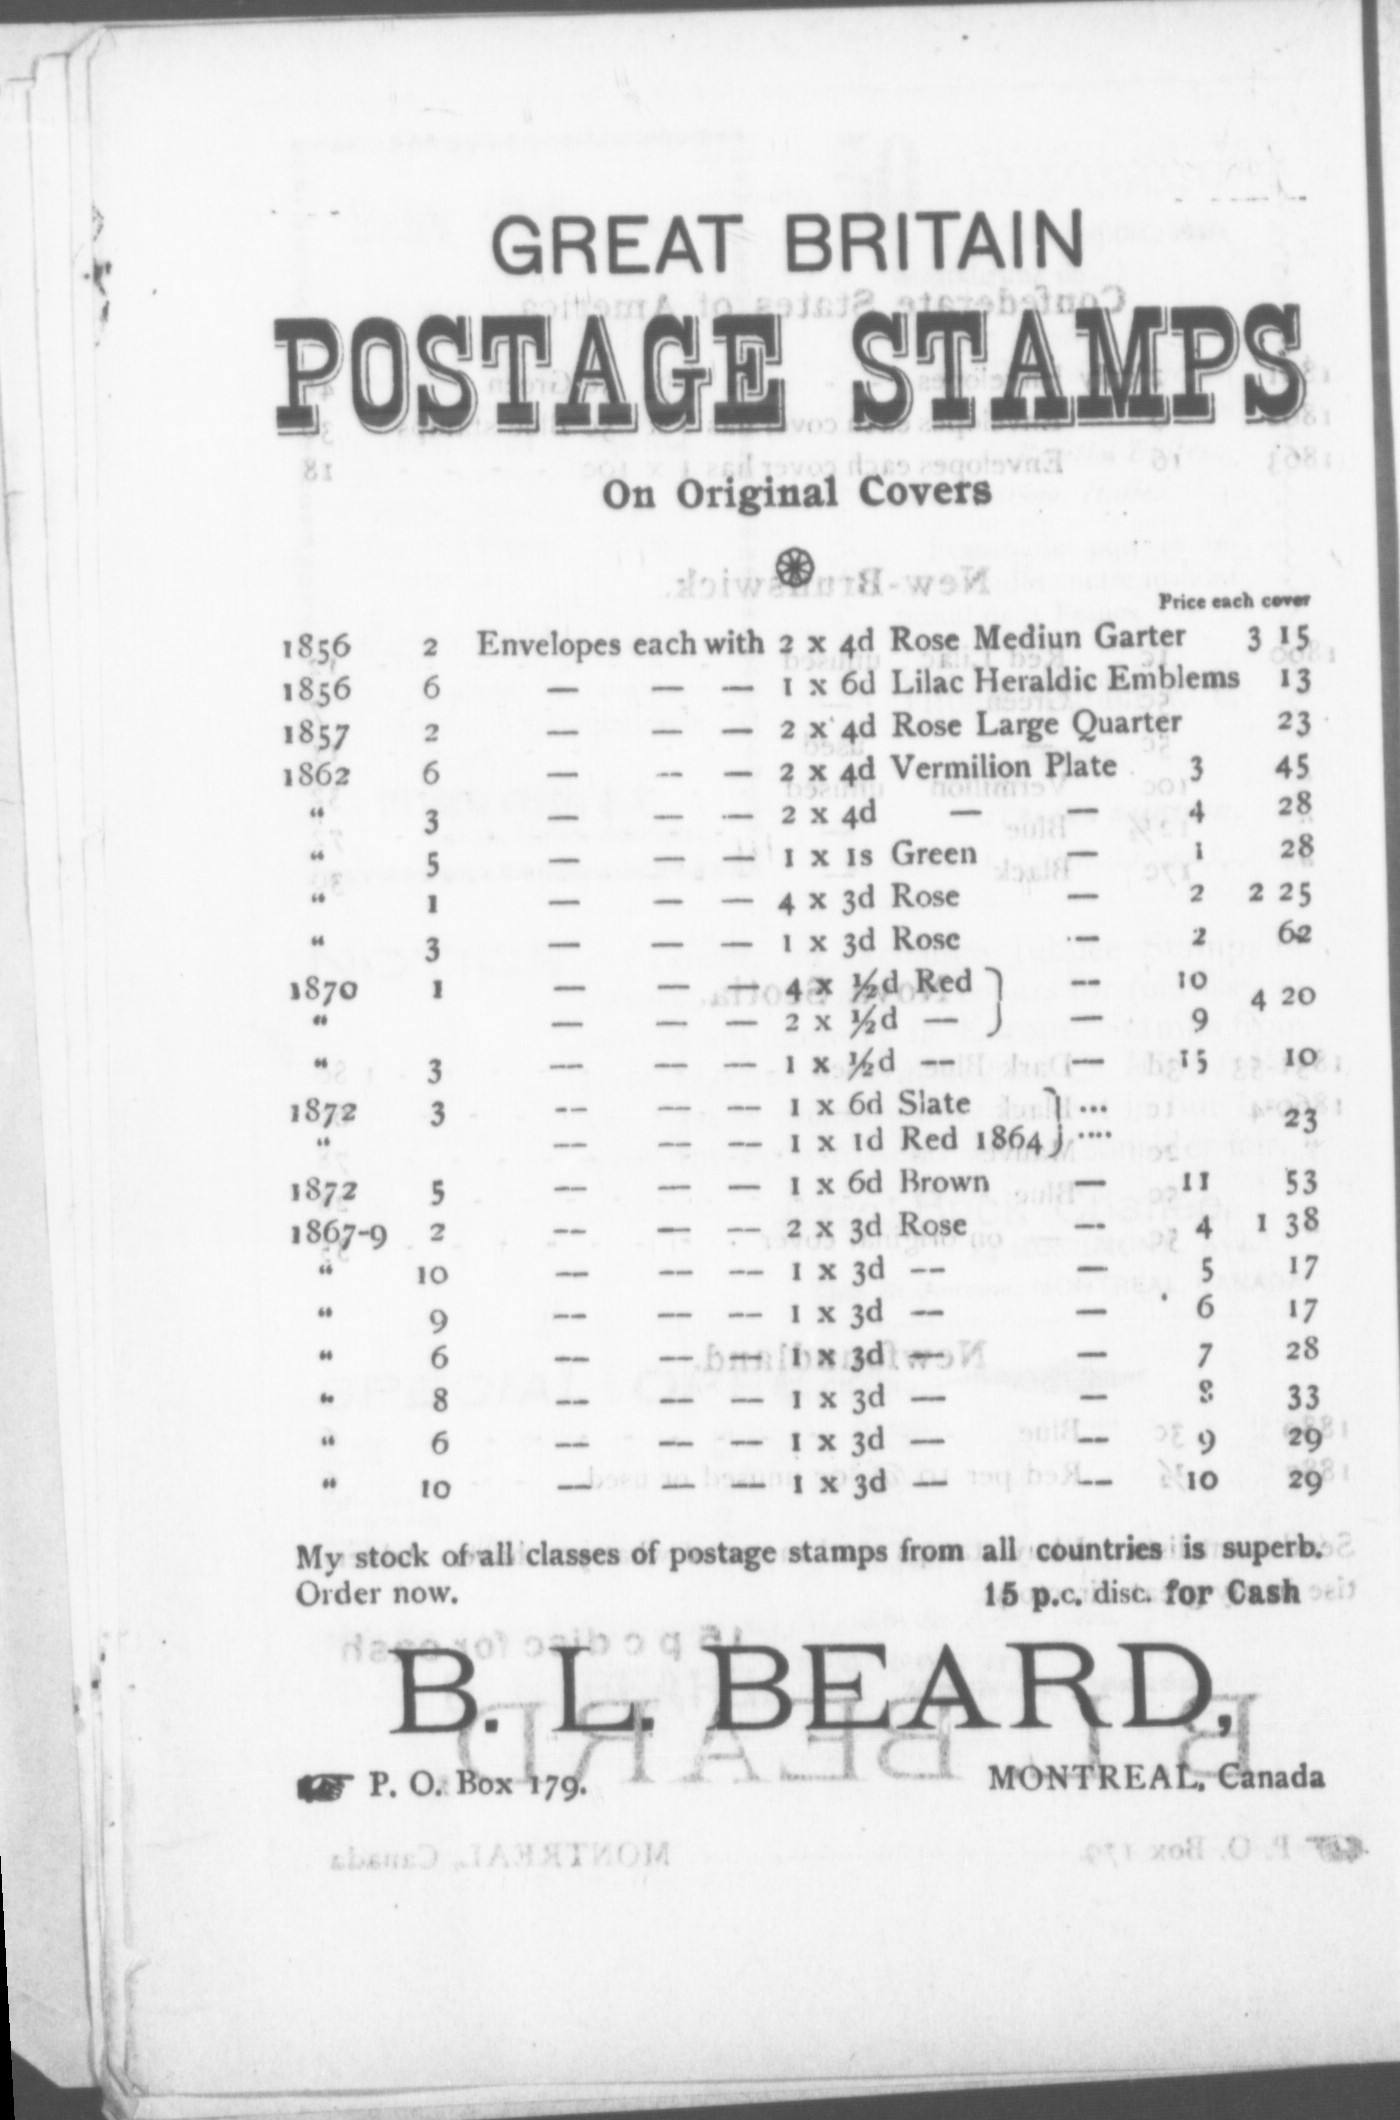 GREAT BRITAIN
POSTAGE STAMPS
On Original Covers
Price each cover
1856 2 Envelopes each with 2 x 4d Rose Mediun Garter 3 15
1856 6 — — — 1 x 6d Lilac Heraldic Emblems 13
1857 2 — — — 2 x 4d Rose Large Quarter 23
1862 6 — -- — 2 x 4d Vermilion Plate 3 45
“ 3 — — — 2 x 4d — — 4 28
“ 5 — — — 1 x 1s Green — 1 28
“ 1 — — — 4 x 3d Rose — 2 2 25
“ 3 — — — 1 x 3d Rose — 2 62
1870 1 — — — 4 x ½d Red } -- 10 4 20
“ — — — 2 x ½d — } — 9
“ 3 — — — 1 x ½d -- — 15 10
1872 3 -- — -- 1 x 6d Slate } ... 23
“ -- — -- 1 x 1d Red 1864 } ....
1872 5 -- — — 1 x 6d Brown — 11 53
1867-9 2 -- — -- 2 x 3d Rose — 4 1 38
“ 10 -- — -- 1 x 3d -- — 5 17
“ 9 -- — -- 1 x 3d -- — 6 17
“ 6 -- -- — 1 x 3d — — 7 28
“ 8 -- — -- 1 x 3d — — 8 33
“ 6 -- -- — 1 x 3d — -- 9 29
“ 10 -- — — 1 x 3d — -- 10 29
My stock of all classes of postage stamps from all countries is superb.
Order now. 15 p.c. disc. for Cash
B. L. BEARD,
P. O. Box 179. MONTREAL, Canada